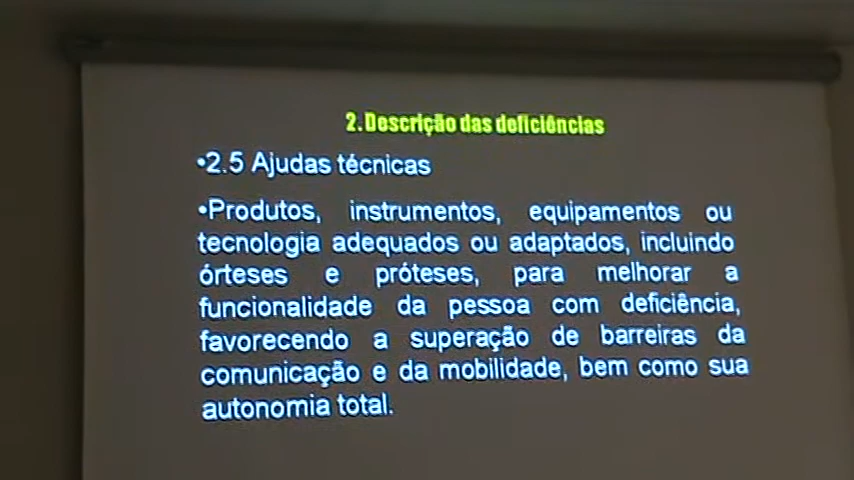 2.Descrição das deficiências
•2.5 Ajudas técnicas
•Produtos, instrumentos, equipamentos ou
tecnologia adequados ou adaptados, incluindo
órteses e próteses, para melhorar a
funcionalidade da pessoa com deficiência,
favorecendo a superação de barreiras da
comunicação e da mobilidade, bem como sua
autonomia total.